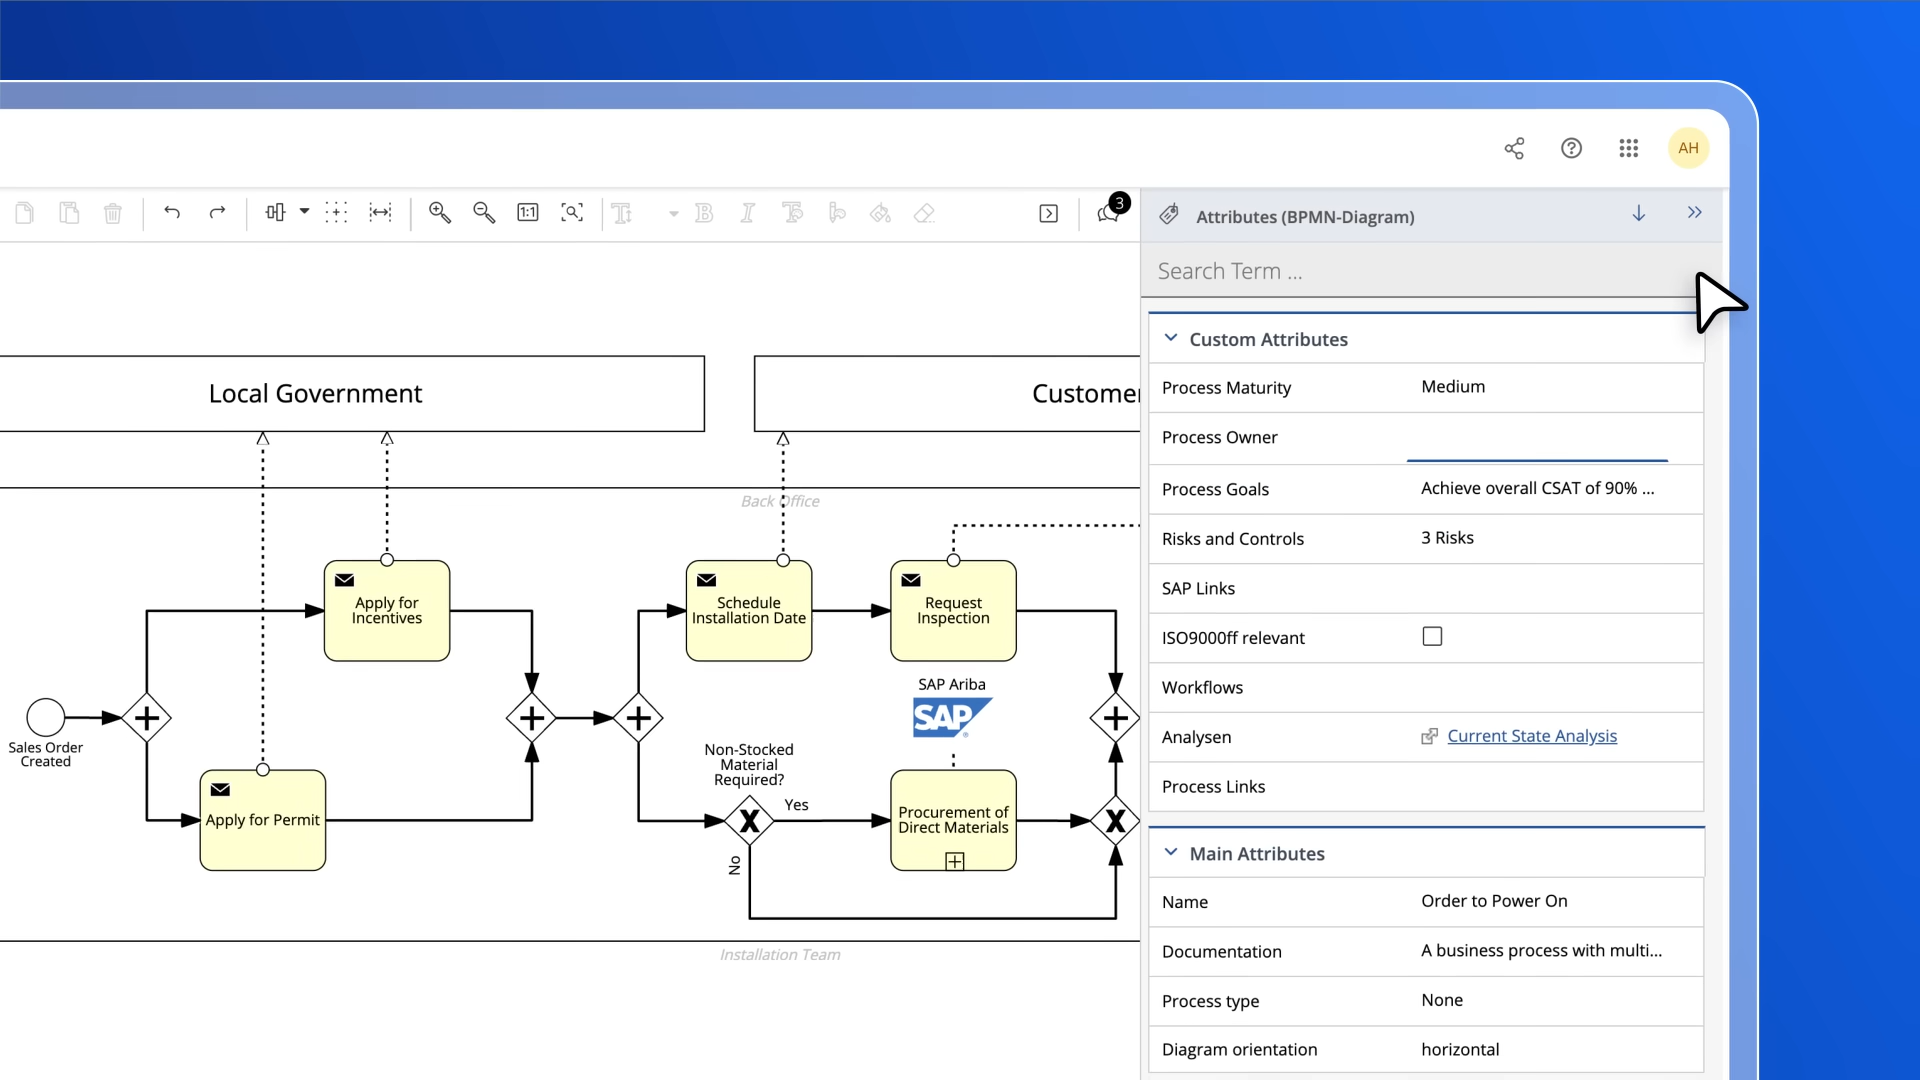 AH
3
Attributes (BPMN-Diagram)
Search Term ...
Local Government
Customer
Back Office
Apply for
Incentives
Schedule
Installation Date
Request
Inspection
SAP Ariba
SAP
®
Sales Order
Created
Non-Stocked
Material
Required?
Yes
No
Apply for Permit
Procurement of
Direct Materials
Installation Team
1:1
Custom Attributes
Process Maturity Medium
Process Owner
Process Goals Achieve overall CSAT of 90% ...
Risks and Controls 3 Risks
SAP Links
ISO9000ff relevant
Workflows
Analysen Current State Analysis
Process Links
Main Attributes
Name Order to Power On
Documentation A business process with multi...
Process type None
Diagram orientation horizontal